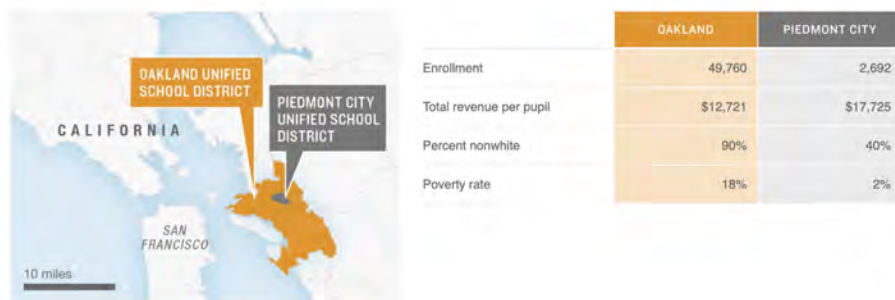 OAKLAND UNIFIED
SCHOOL DISTRICT
PIEDMONT CITY
UNIFIED SCHOOL
DISTRICT
CALIFORNIA
SAN
FRANCISCO
10 miles
OAKLAND PIEDMONT CITY
Enrollment 49,760 2,692
Total revenue per pupil $12,721 $17,725
Percent nonwhite 90% 40%
Poverty rate 18% 2%